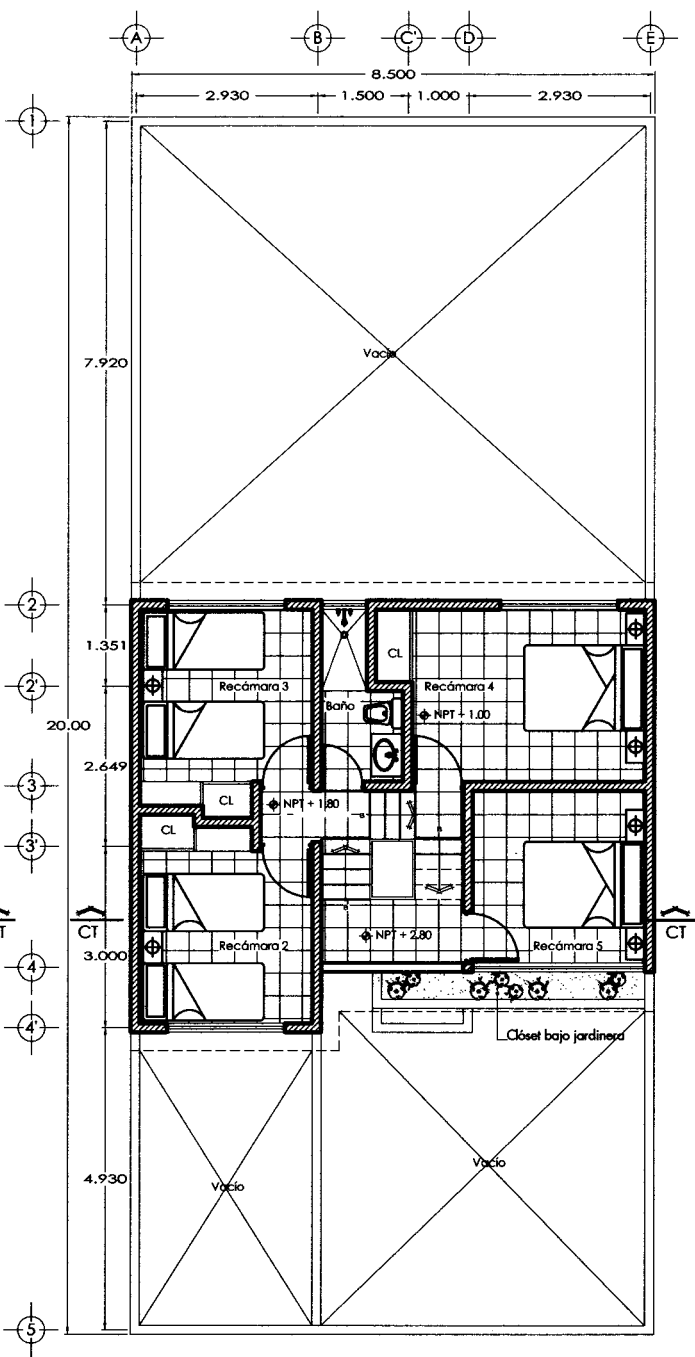 A B C' D E
8.500
2.930 1.500 1.000 2.930
1
7.920
Vacío
2
1.351
CL
2'
Recámara 3
Recámara 4
Baño
NPT + 1.00
20.00
2.649
3
CL
NPT + 1.80
CL
3'
CT
CT
NPT + 2.80
3.000
Recámara 2
Recámara 5
4
4'
Clóset bajo jardinera
Vacío
4.930
Vacío
5